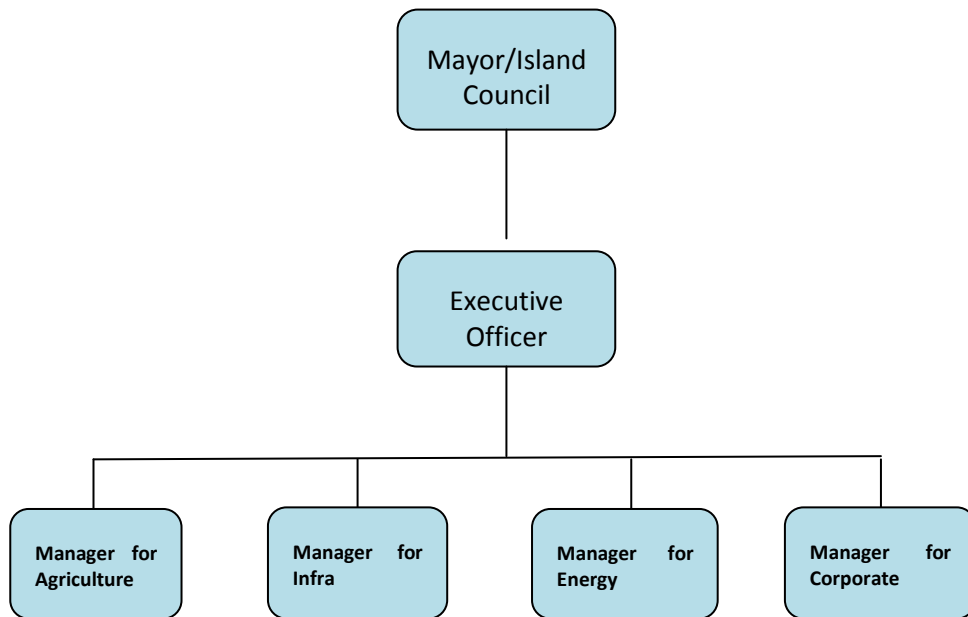 Mayor/Island
Council
Executive
Officer
Manager for
Agriculture
Manager for
Infra
Manager for
Energy
Manager for
Corporate